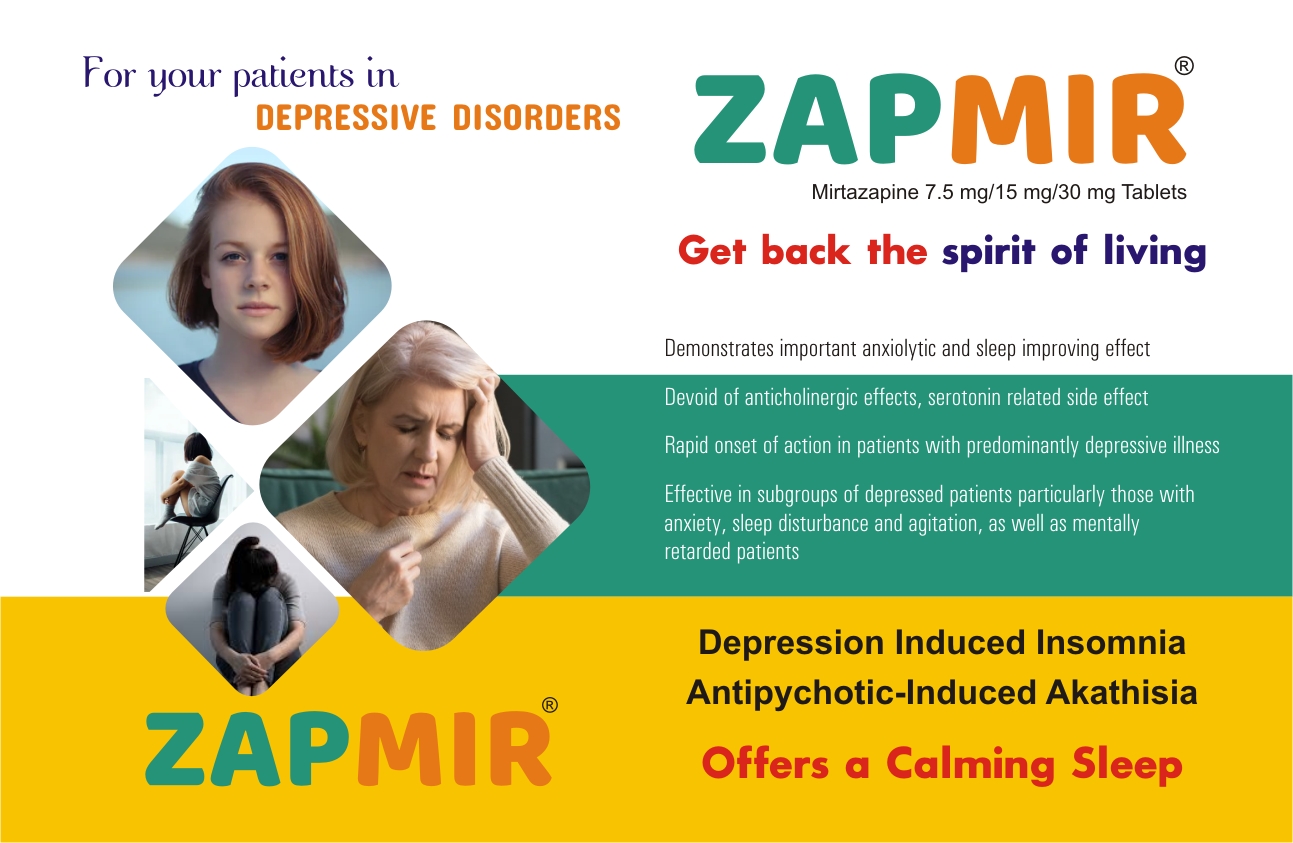 For your patients in
DEPRESSIVE DISORDERS
ZAPMIR®
Mirtazapine 7.5 mg/15 mg/30 mg Tablets
Get back the spirit of living
Demonstrates important anxiolytic and sleep improving effect
Devoid of anticholinergic effects, serotonin related side effect
Rapid onset of action in patients with predominantly depressive illness
Effective in subgroups of depressed patients particularly those with
anxiety, sleep disturbance and agitation, as well as mentally
retarded patients
Depression Induced Insomnia
Antipychotic-Induced Akathisia
Offers a Calming Sleep
ZAPMIR®